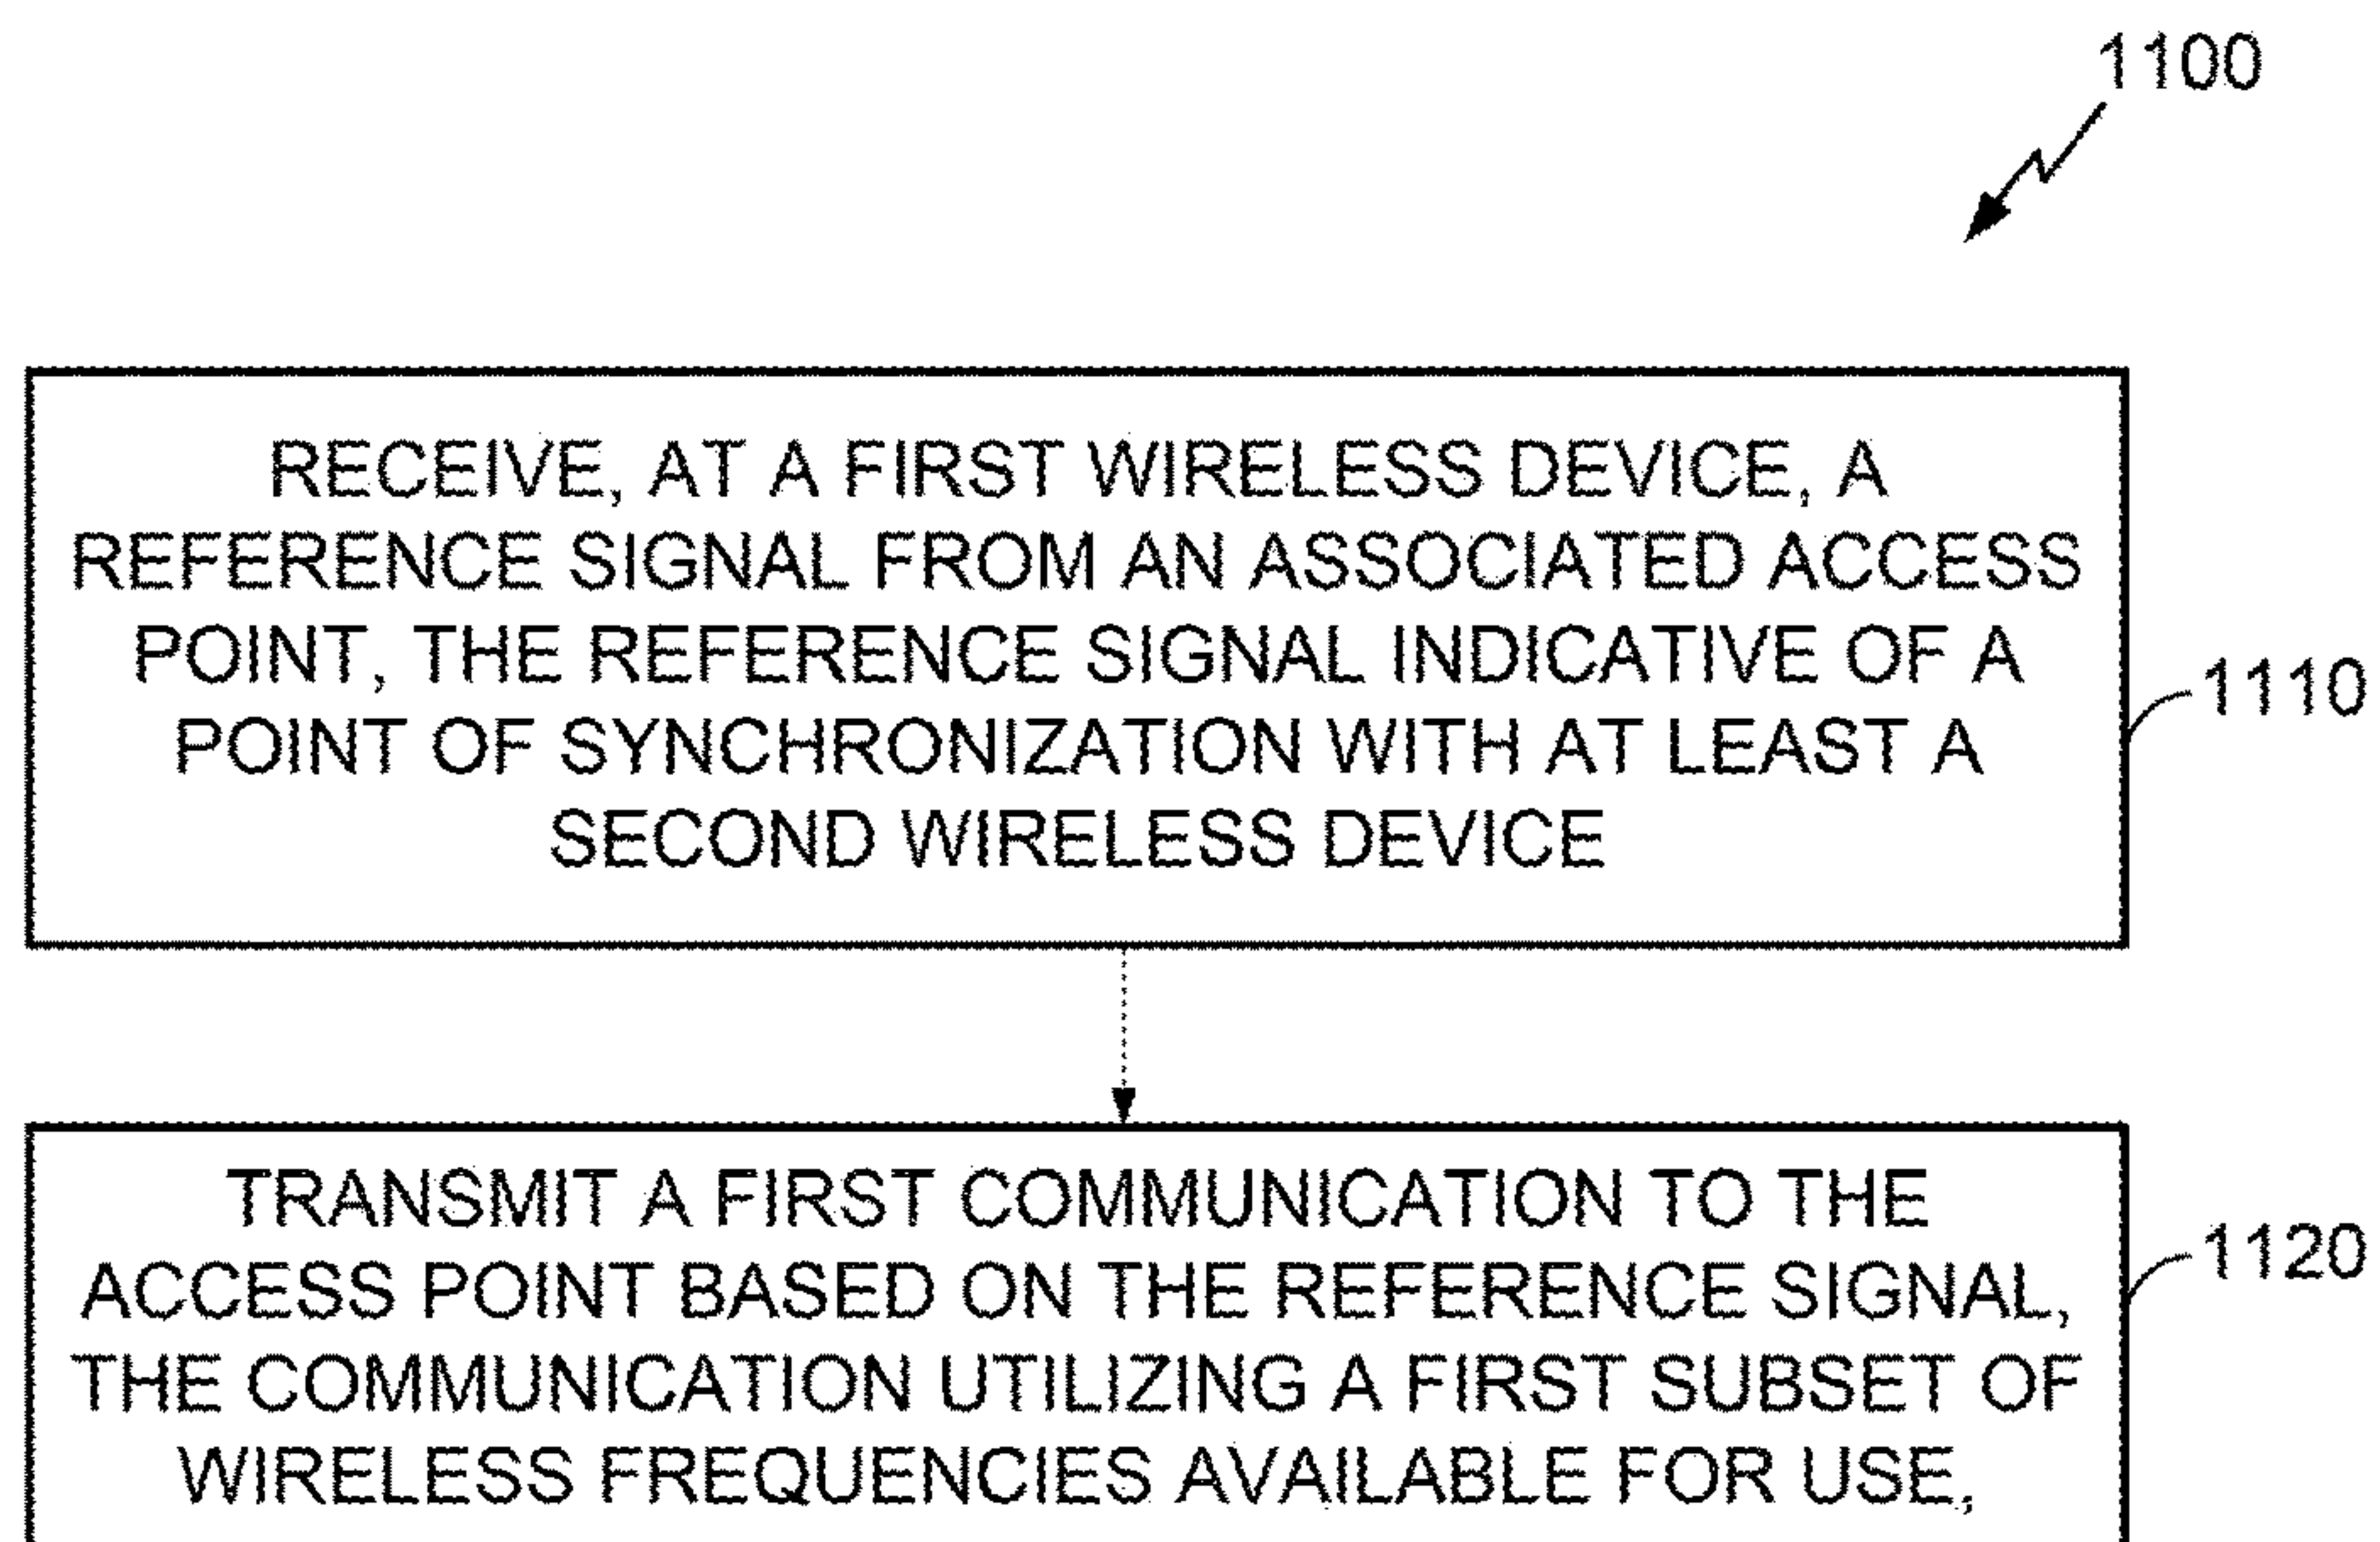 1100
RECEIVE, AT A FIRST WIRELESS DEVICE, A
REFERENCE SIGNAL FROM AN ASSOCIATED ACCESS
POINT, THE REFERENCE SIGNAL INDICATIVE OF A
POINT OF SYNCHRONIZATION WITH AT LEAST A
SECOND WIRELESS DEVICE
1110
TRANSMIT A FIRST COMMUNICATION TO THE
ACCESS POINT BASED ON THE REFERENCE SIGNAL,
THE COMMUNICATION UTILIZING A FIRST SUBSET OF
WIRELESS FREQUENCIES AVAILABLE FOR USE,
1120